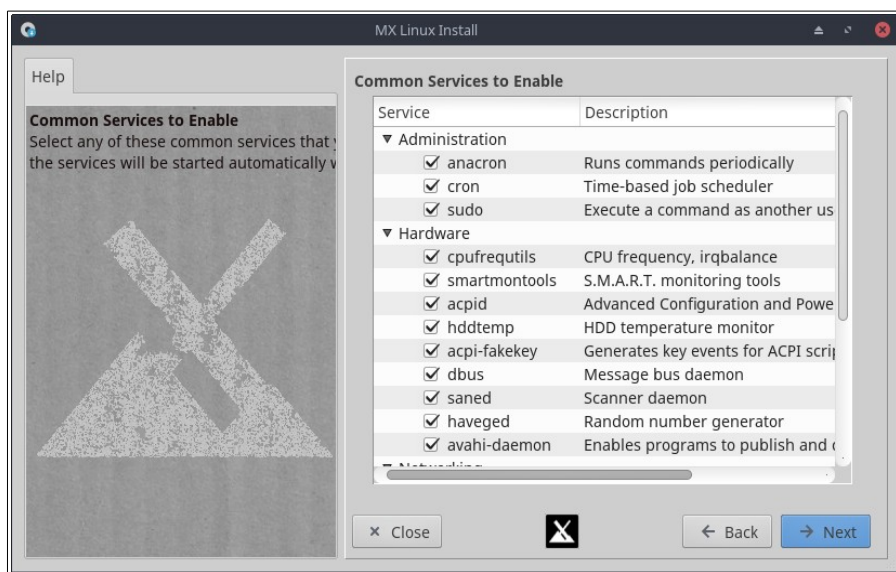 MX Linux Install
Help
Common Services to Enable
Select any of these common services that
the services will be started automatically
Common Services to Enable
Service Description
Administration
anacron Runs commands periodically
cron Time-based job scheduler
sudo Execute a command as another us
Hardware
cpufrequtils CPU frequency, irqbalance
smartmontools S.M.A.R.T. monitoring tools
acpid Advanced Configuration and Powe
hddtemp HDD temperature monitor
acpi-fakekey Generates key events for ACPI scrip
dbus Message bus daemon
saned Scanner daemon
haveged Random number generator
avahi-daemon Enables programs to publish and
Close Back Next